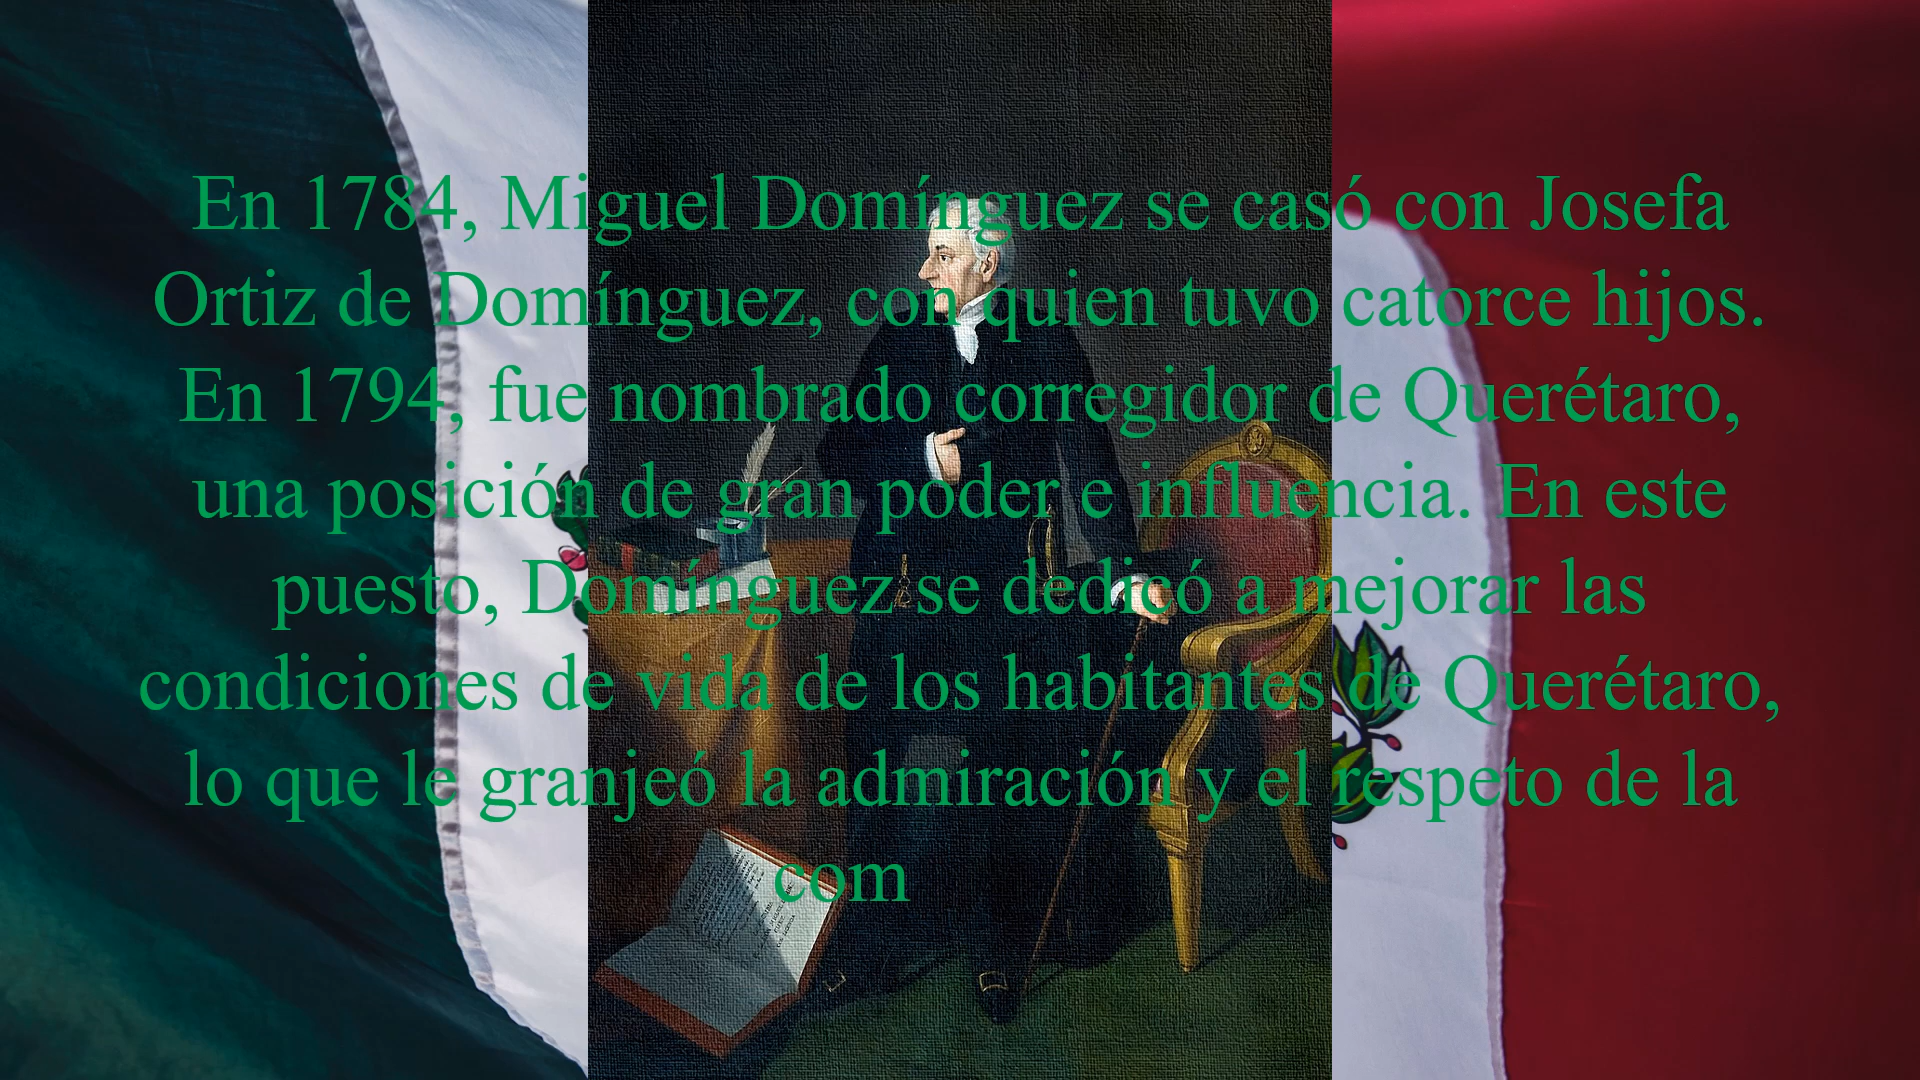 En 1784, Miguel Domínguez se casó con Josefa
Ortiz de Domínguez, con quien tuvo catorce hijos.
En 1794, fue nombrado corregidor de Querétaro,
una posición de gran poder e influencia. En este
puesto, Domínguez se dedicó a mejorar las
condiciones de vida de los habitantes de Querétaro,
lo que le granjeó la admiración y el respeto de la
com